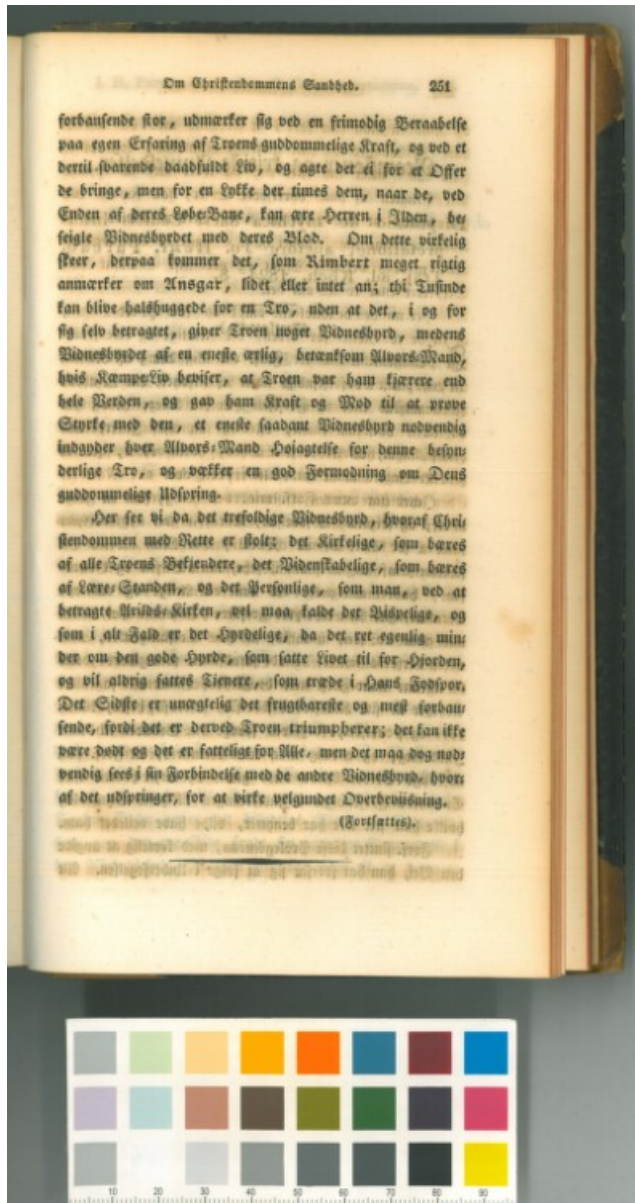 Om Christendommens Sandhed. 251
forbausende stor, udmærker sig ved en frimodig Beraabelse
paa egen Erfaring af Troens guddommelige Kraft, og ved et
dertil svarende daadfuldt Liv, og agte det ei for et Offer
de bringe, men for en Lykke der times dem, naar de, ved
Enden af deres Løbe-Bane, kan ære Herren i Ilden, be-
seigle Vidnesbyrdet med deres Blod. Om dette virkelig
skeer, derpaa kommer det, som Rimbert meget rigtig
anmærker om Ansgar, lidet eller intet an; thi Tusinde
kan blive halshuggede for en Tro, uden at det, i og for
sig selv betragtet, giver Troen noget Vidnesbyrd, medens
Vidnesbyrdet af en eneste ærlig, betænksom Alvors-Mand,
hvis Kæmpe-Liv beviser, at Troen var ham kjærere end
hele Verden, og gav ham Kraft og Mod til at prøve
Styrke med den, et eneste saadant Vidnesbyrd nødvendig
indgyder hver Alvors-Mand Højagtelse for denne besyn-
derlige Tro, og vækker en god Formodning om Dens
guddommelige Udspring.
Her see vi da det trefoldige Vidnesbyrd, hvoraf Chri-
stendommen med Rette er stolt: det Kirkelige, som bæres
af alle Troens Bekjendere, det Videnskabelige, som bæres
af Lære-Standen, og det Personlige, som man, ved at
betragte Arilds-Kirken, vel maa kalde det Bispelige, og
som i alt Fald er det Hyrdelige, da det ret egenlig min-
der om den gode Hyrde, som satte Livet til for Hjorden,
og vil aldrig fattes Tjenere, som træde i Hans Fodspor.
Det Sidste er unægtelig det frugtbareste og mest forbau-
sende, fordi det er derved Troen triumpherer; det kan ikke
være dødt og det er fatteligt for Alle, men det maa dog nød-
vendig sees i sin Forbindelse med de andre Vidnesbyrd, hvor-
af det udspringer, for at virke velgrundet Overbeviisning.
(Fortsættes).
10 20 30 40 50 60 70 80 90